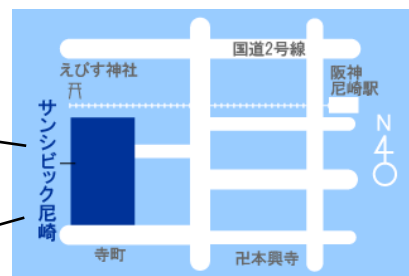 国道2号線
えびす神社
阪神
尼崎駅
サンシビック尼崎
N
寺町
卍本興寺